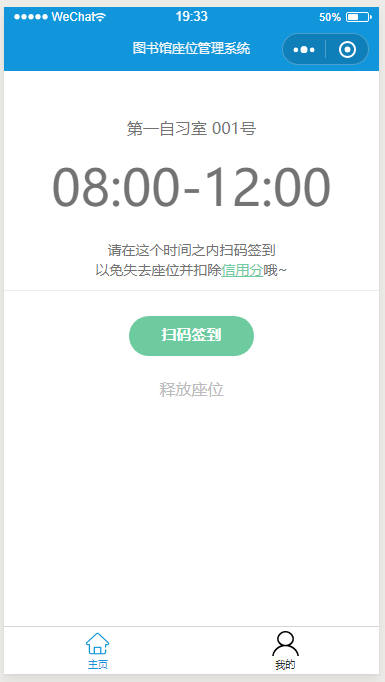 WeChat 19:33 50%
图书馆座位管理系统
第一自习室 001号
08:00-12:00
请在这个时间之内扫码签到
以免失去座位并扣除信用分哦~
扫码签到
释放座位
主页 我的